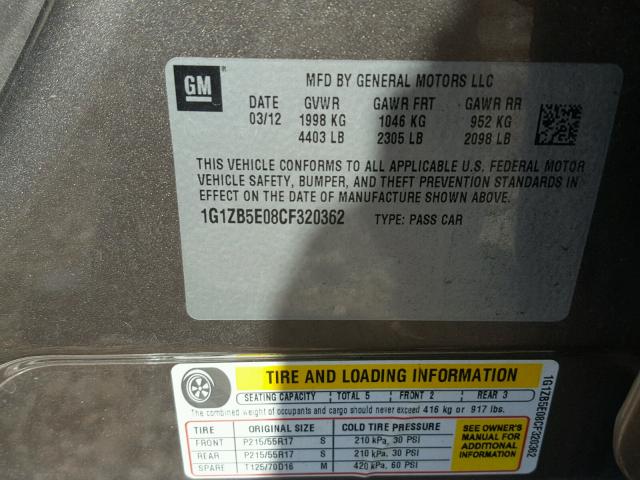 GM
MFD BY GENERAL MOTORS LLC
DATE GVWR GAWR FRT GAWR RR
03/12 1998 KG 1046 KG 952 KG
4403 LB 2305 LB 2098 LB
THIS VEHICLE CONFORMS TO ALL APPLICABLE U.S. FEDERAL MOTOR
VEHICLE SAFETY, BUMPER, AND THEFT PREVENTION STANDARDS IN
EFFECT ON THE DATE OF MANUFACTURE SHOWN ABOVE.
1G1ZB5E08CF320362 TYPE: PASS CAR
TIRE AND LOADING INFORMATION
SEATING CAPACITY TOTAL 5 FRONT 2 REAR 3
The combined weight of occupants and cargo should never exceed 416 kg or 917 lbs.
TIRE ORIGINAL SIZE COLD TIRE PRESSURE
FRONT P215/55R17 S 210 kPa, 30 PSI
REAR P215/55R17 S 210 kPa, 30 PSI
SPARE T125/70D16 M 420 kPa, 60 PSI
SEE OWNER'S
MANUAL FOR
ADDITIONAL
INFORMATION
1G1ZB5E08CF320362